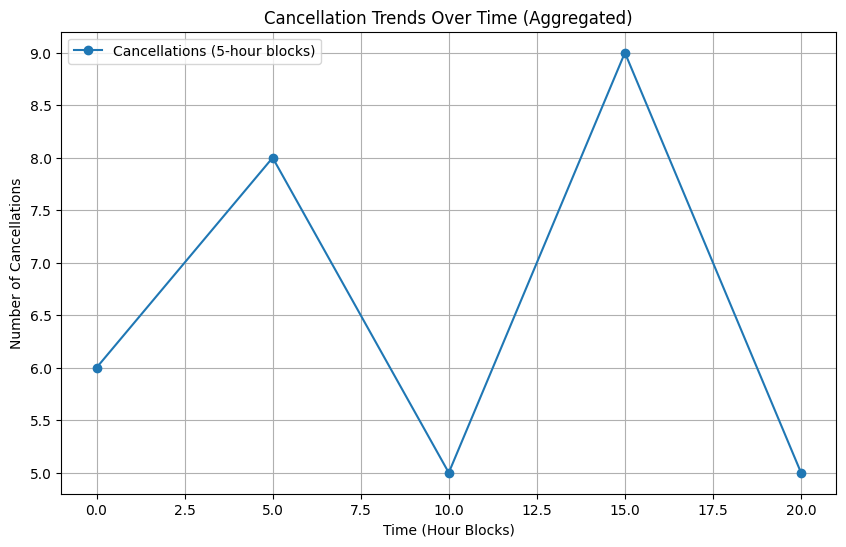 Cancellation Trends Over Time (Aggregated)
Cancellations (5-hour blocks)
Number of Cancellations
9.0
8.5
8.0
7.5
7.0
6.5
6.0
5.5
5.0
0.0 2.5 5.0 7.5 10.0 12.5 15.0 17.5 20.0
Time (Hour Blocks)